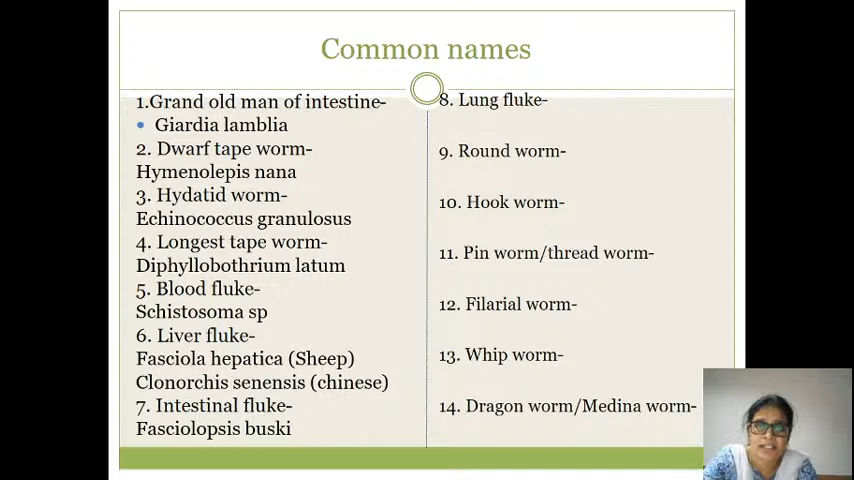 Common names
1.Grand old man of intestine-
Giardia lamblia
2. Dwarf tape worm-
Hymenolepis nana
3. Hydatid worm-
Echinococcus granulosus
4. Longest tape worm-
Diphyllobothrium latum
5. Blood fluke-
Schistosoma sp
6. Liver fluke-
Fasciola hepatica (Sheep)
Clonorchis senensis (chinese)
7. Intestinal fluke-
Fasciolopsis buski
8. Lung fluke-
9. Round worm-
10. Hook worm-
11. Pin worm/thread worm-
12. Filarial worm-
13. Whip worm-
14. Dragon worm/Medina worm-